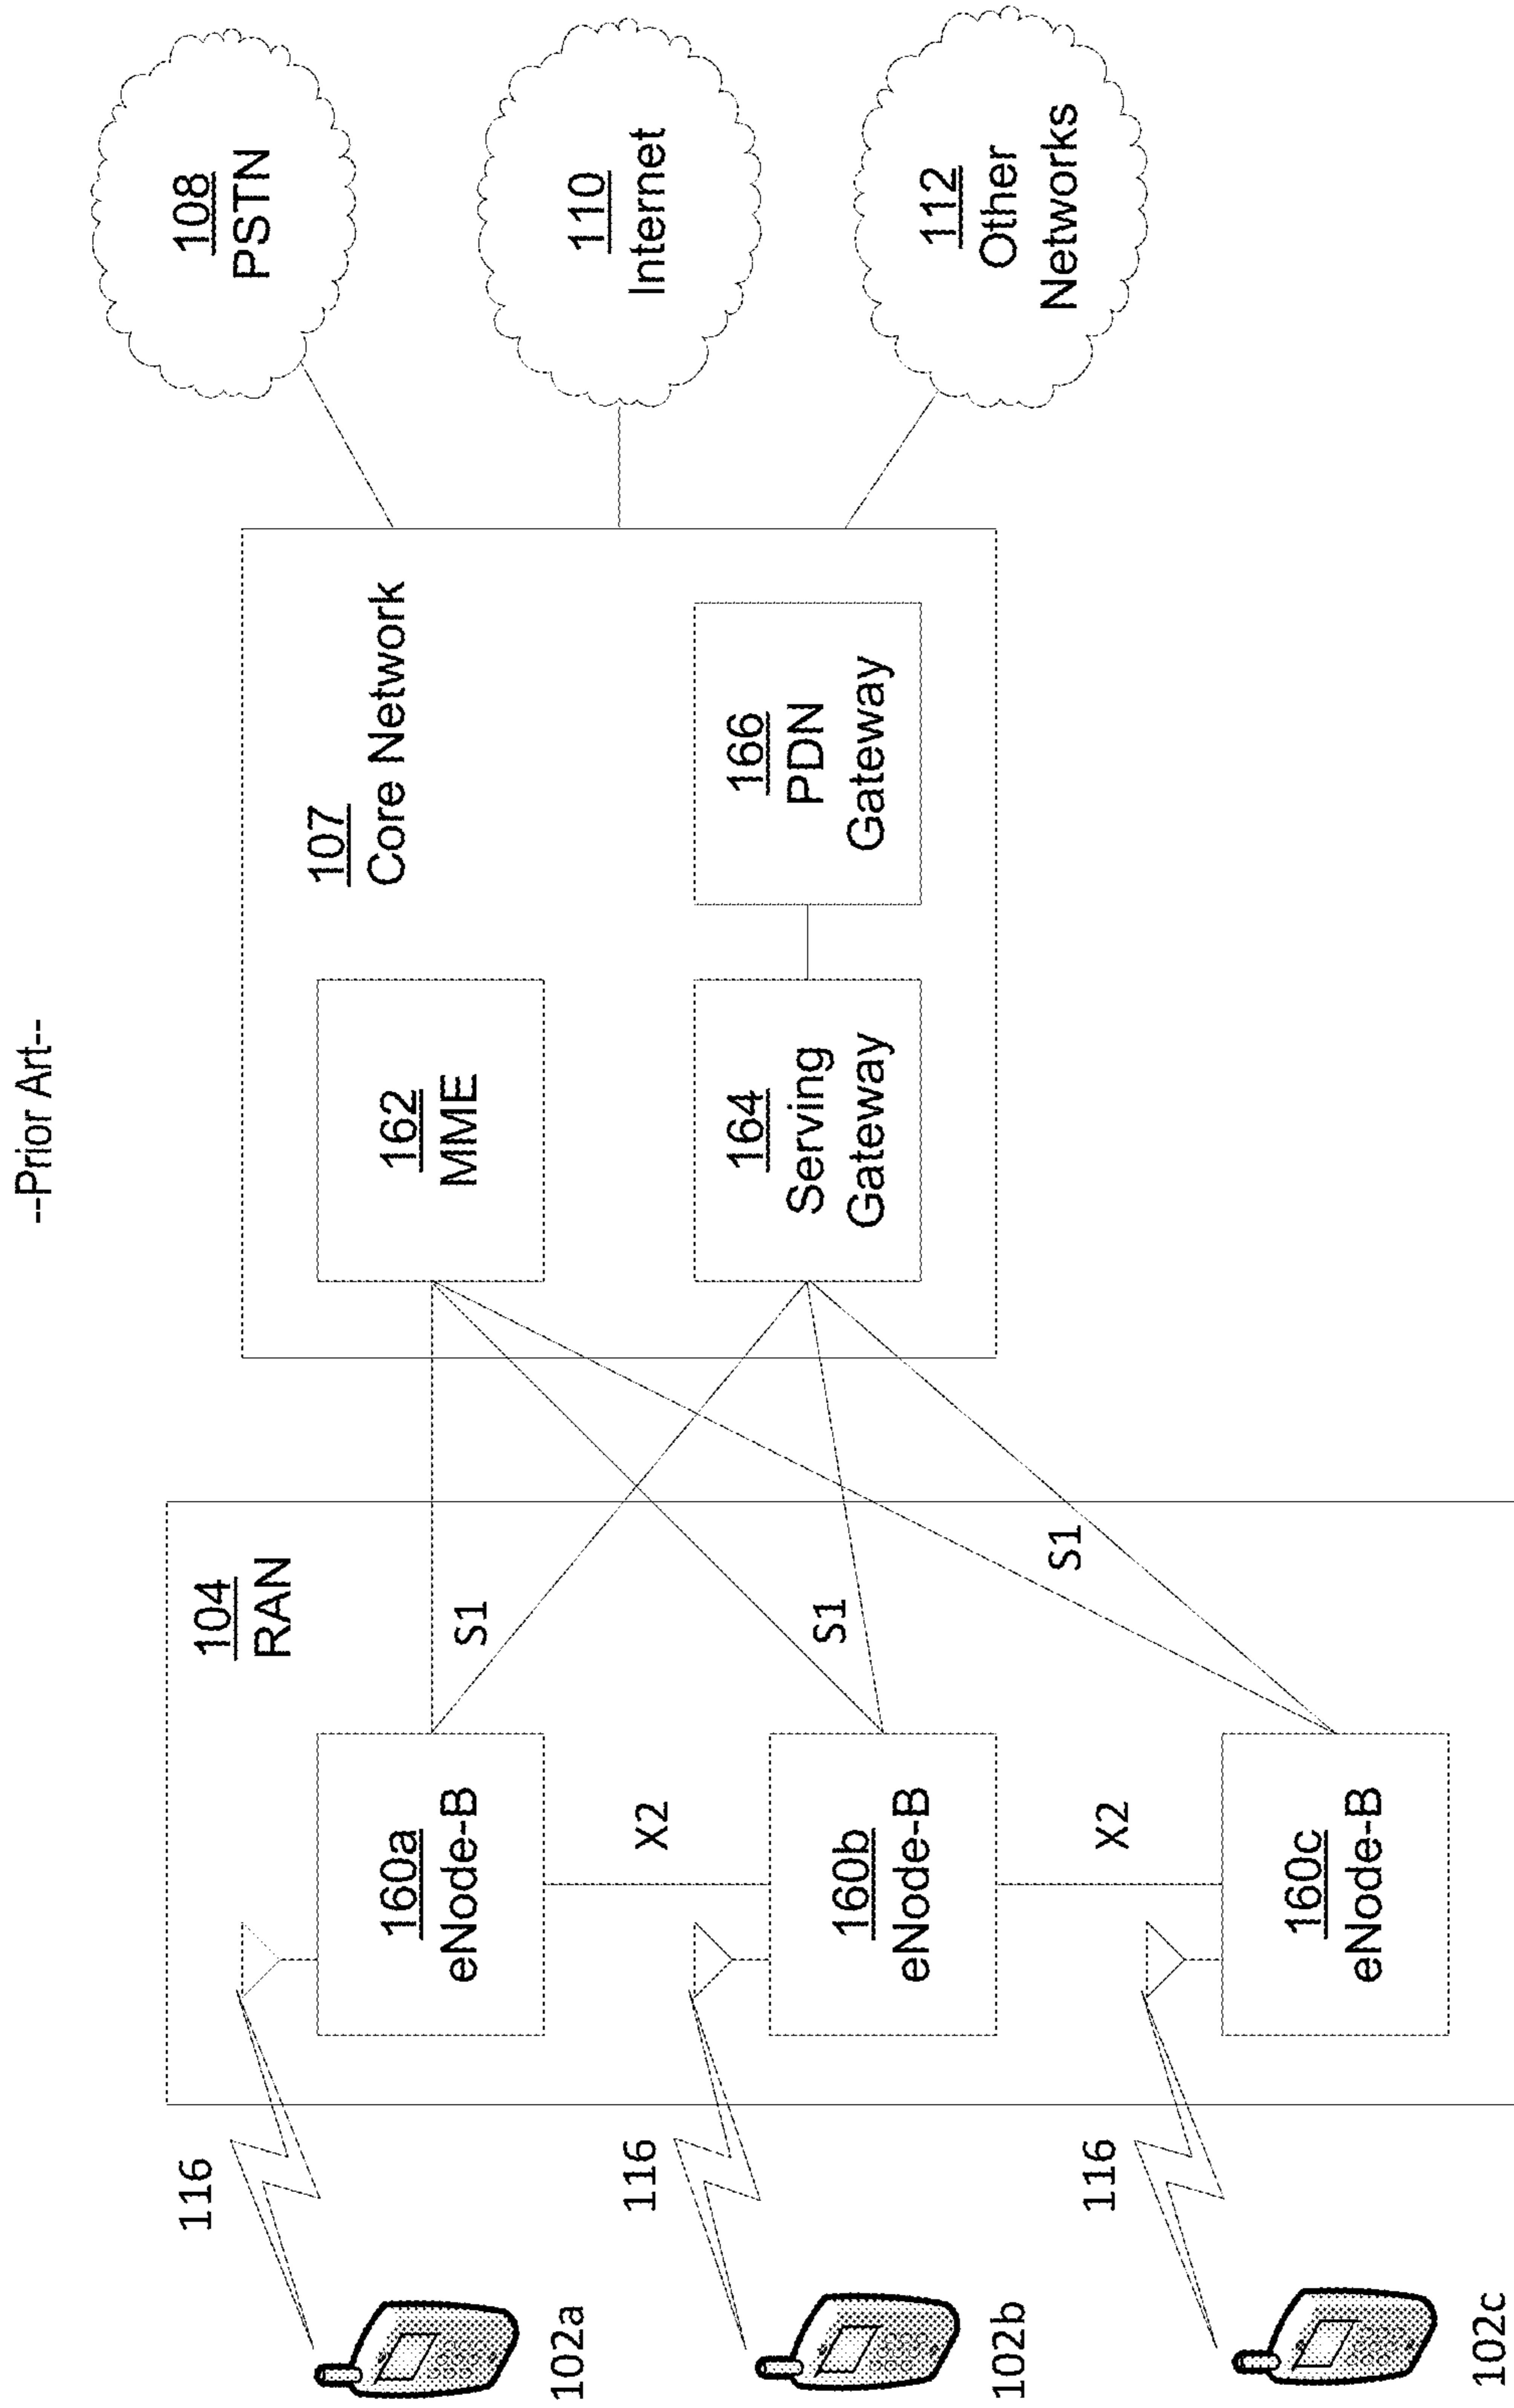 --Prior Art--
104
RAN
107
Core Network
108
PSTN
116
160a
eNode-B
S1
162
MME
102a
X2
110
Internet
116
160b
eNode-B
S1
164
Serving
Gateway
166
PDN
Gateway
102b
X2
S1
112
Other
Networks
116
160c
eNode-B
102c